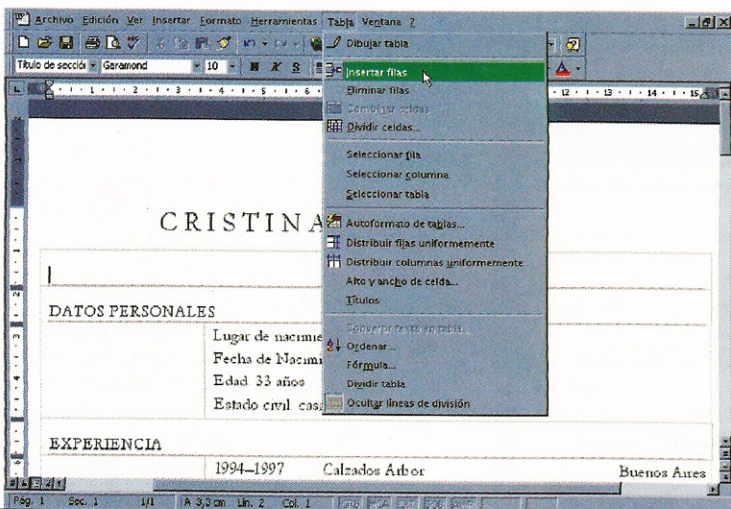 Archivo Edición Ver Insertar Formato Herramientas Tabla Ventana ?
Título de secció Garamond 10 N K S
Dibujar tabla
Insertar filas
Eliminar filas
Combinar celdas
Dividir celdas...
Seleccionar fila
Seleccionar columna
Seleccionar tabla
Autoformato de tablas...
Distribuir filas uniformemente
Distribuir columnas uniformemente
Alto y ancho de celda...
Títulos
Convertir texto en tabla...
Ordenar...
Fórmula...
Dividir tabla
Ocultar líneas de división
CRISTINA
DATOS PERSONALES
Lugar de nacimie
Fecha de Nacimi
Edad 33 años
Estado civil cas
EXPERIENCIA
1994–1997 Calzados Arbor Buenos Aires
Pág. 1 Sec. 1 1/1 A 3,3 cm Lín. 2 Col. 1